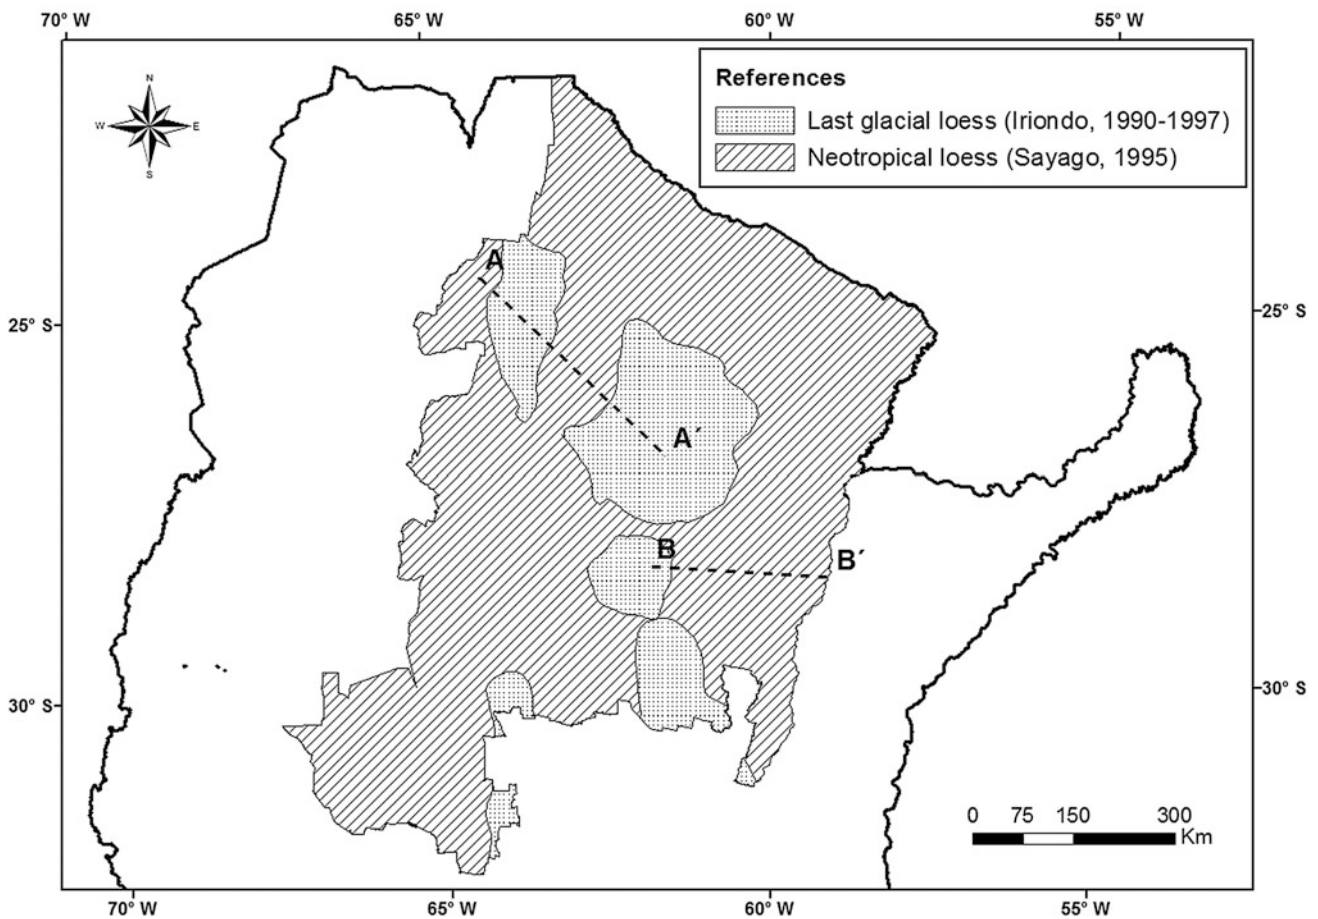 70° W 65° W 60° W 55° W
References
Last glacial loess (Iriondo, 1990-1997)
Neotropical loess (Sayago, 1995)
N
W E
S
A
25° S 25° S
A´
B B´
30° S 30° S
0 75 150 300
Km
70° W 65° W 60° W 55° W